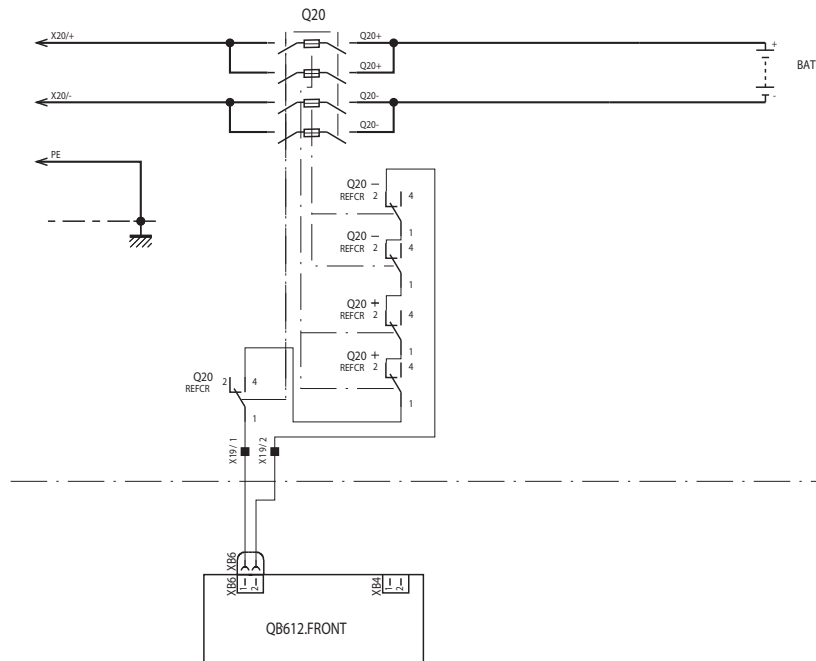 Q20
X20/+
Q20+
+
Q20+
BAT
X20/-
Q20-
-
Q20-
PE
Q20 −
REFCR 2 4
1
Q20 −
REFCR 2 4
1
Q20 +
REFCR 2 4
1
Q20 +
REFCR 2 4
1
Q20
REFCR 2 4
1
X19/1 X19/2
XB6
XB6 1 2
XB4 1 2
QB612.FRONT